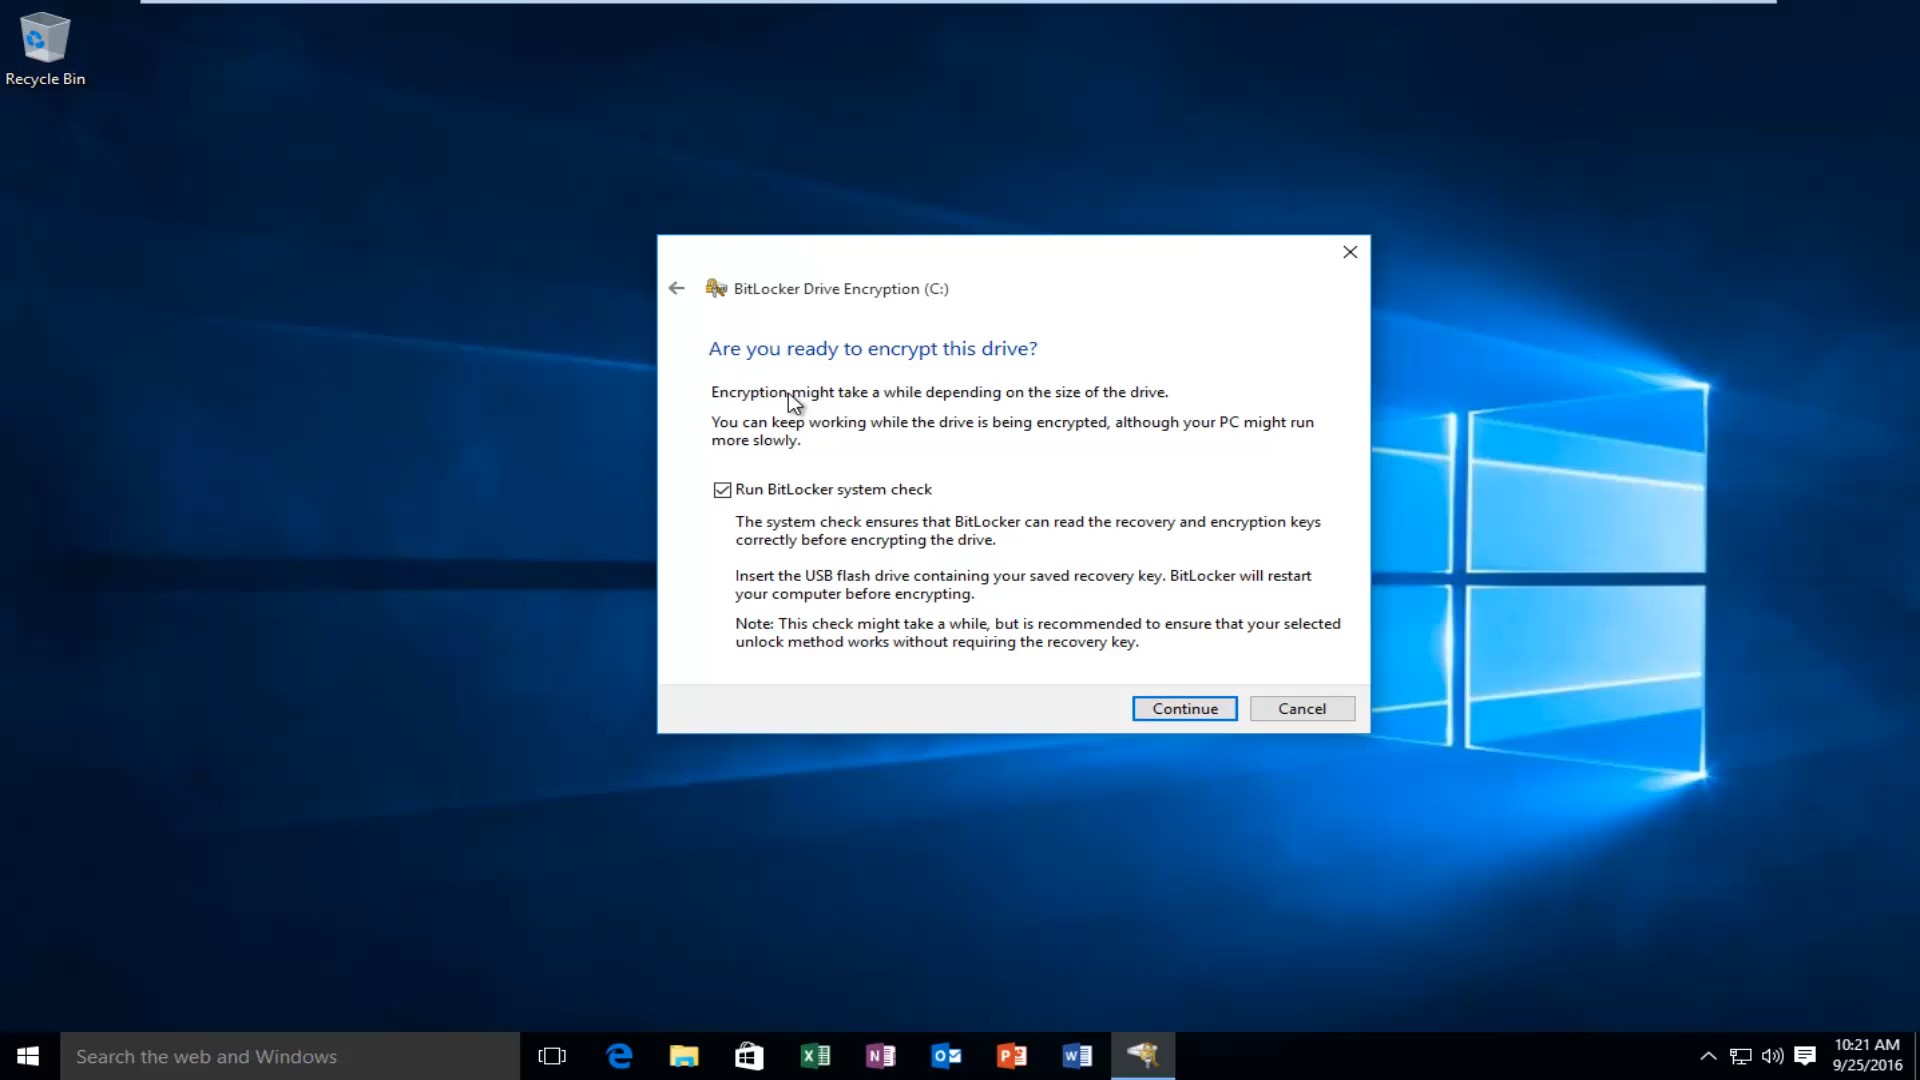 Recycle Bin
BitLocker Drive Encryption (C:)
Are you ready to encrypt this drive?
Encryption might take a while depending on the size of the drive.
You can keep working while the drive is being encrypted, although your PC might run
more slowly.
Run BitLocker system check
The system check ensures that BitLocker can read the recovery and encryption keys
correctly before encrypting the drive.
Insert the USB flash drive containing your saved recovery key. BitLocker will restart
your computer before encrypting.
Note: This check might take a while, but is recommended to ensure that your selected
unlock method works without requiring the recovery key.
Continue
Cancel
Search the web and Windows
10:21 AM
9/25/2016